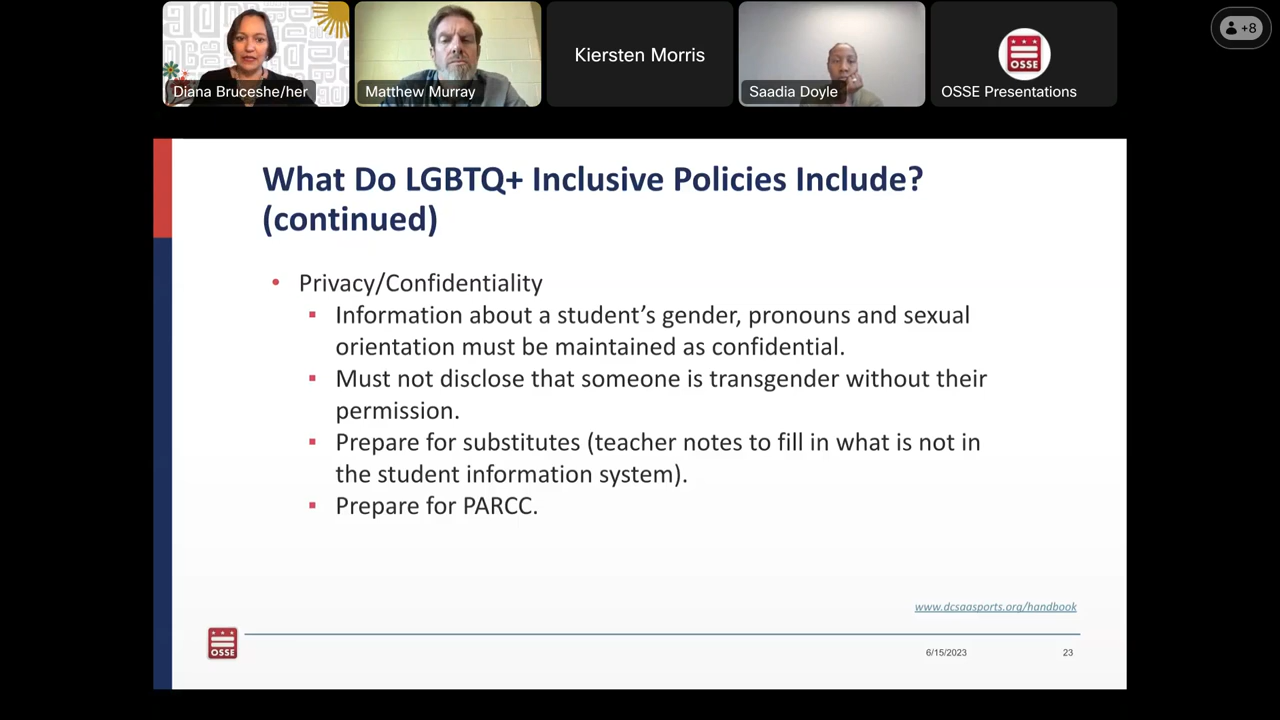 Diana Bruceshe/her
Matthew Murray
Kiersten Morris
Saadia Doyle
OSSE
OSSE Presentations
+8
What Do LGBTQ+ Inclusive Policies Include?
(continued)
• Privacy/Confidentiality
▪ Information about a student’s gender, pronouns and sexual
orientation must be maintained as confidential.
▪ Must not disclose that someone is transgender without their
permission.
▪ Prepare for substitutes (teacher notes to fill in what is not in
the student information system).
▪ Prepare for PARCC.
www.dcsaasports.org/handbook
OSSE
6/15/2023
23